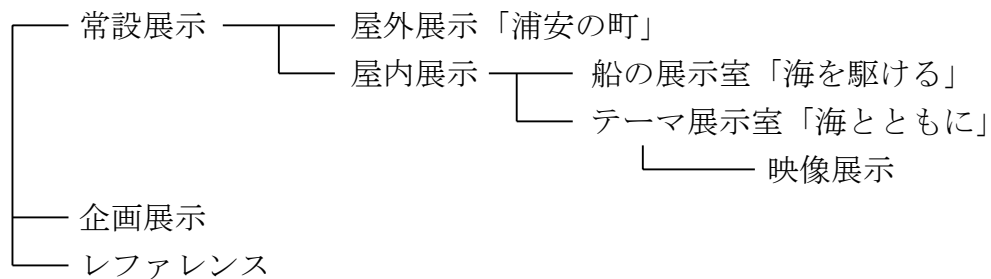 常設展示 屋外展示「浦安の町」
屋内展示 船の展示室「海を駆ける」
テーマ展示室「海とともに」
映像展示
企画展示
レファレンス